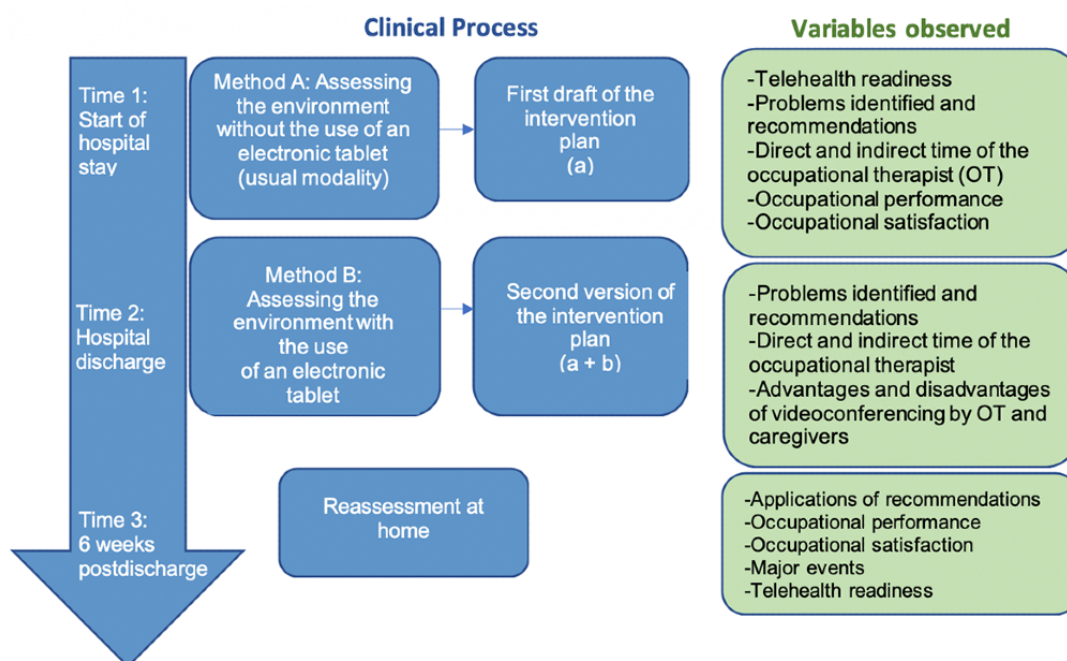 Clinical Process
Variables observed
Time 1:
Start of
hospital
stay
Method A: Assessing
the environment
without the use of an
electronic tablet
(usual modality)
First draft of the
intervention
plan
(a)
-Telehealth readiness
-Problems identified and
recommendations
-Direct and indirect time of the
occupational therapist (OT)
-Occupational performance
-Occupational satisfaction
Time 2:
Hospital
discharge
Method B:
Assessing the
environment with
the use
of an electronic
tablet
Second version of
the intervention
plan
(a + b)
-Problems identified and
recommendations
-Direct and indirect time of the
occupational therapist
-Advantages and disadvantages
of videoconferencing by OT and
caregivers
Time 3:
6 weeks
postdischarge
Reassessment at
home
-Applications of recommendations
-Occupational performance
-Occupational satisfaction
-Major events
-Telehealth readiness